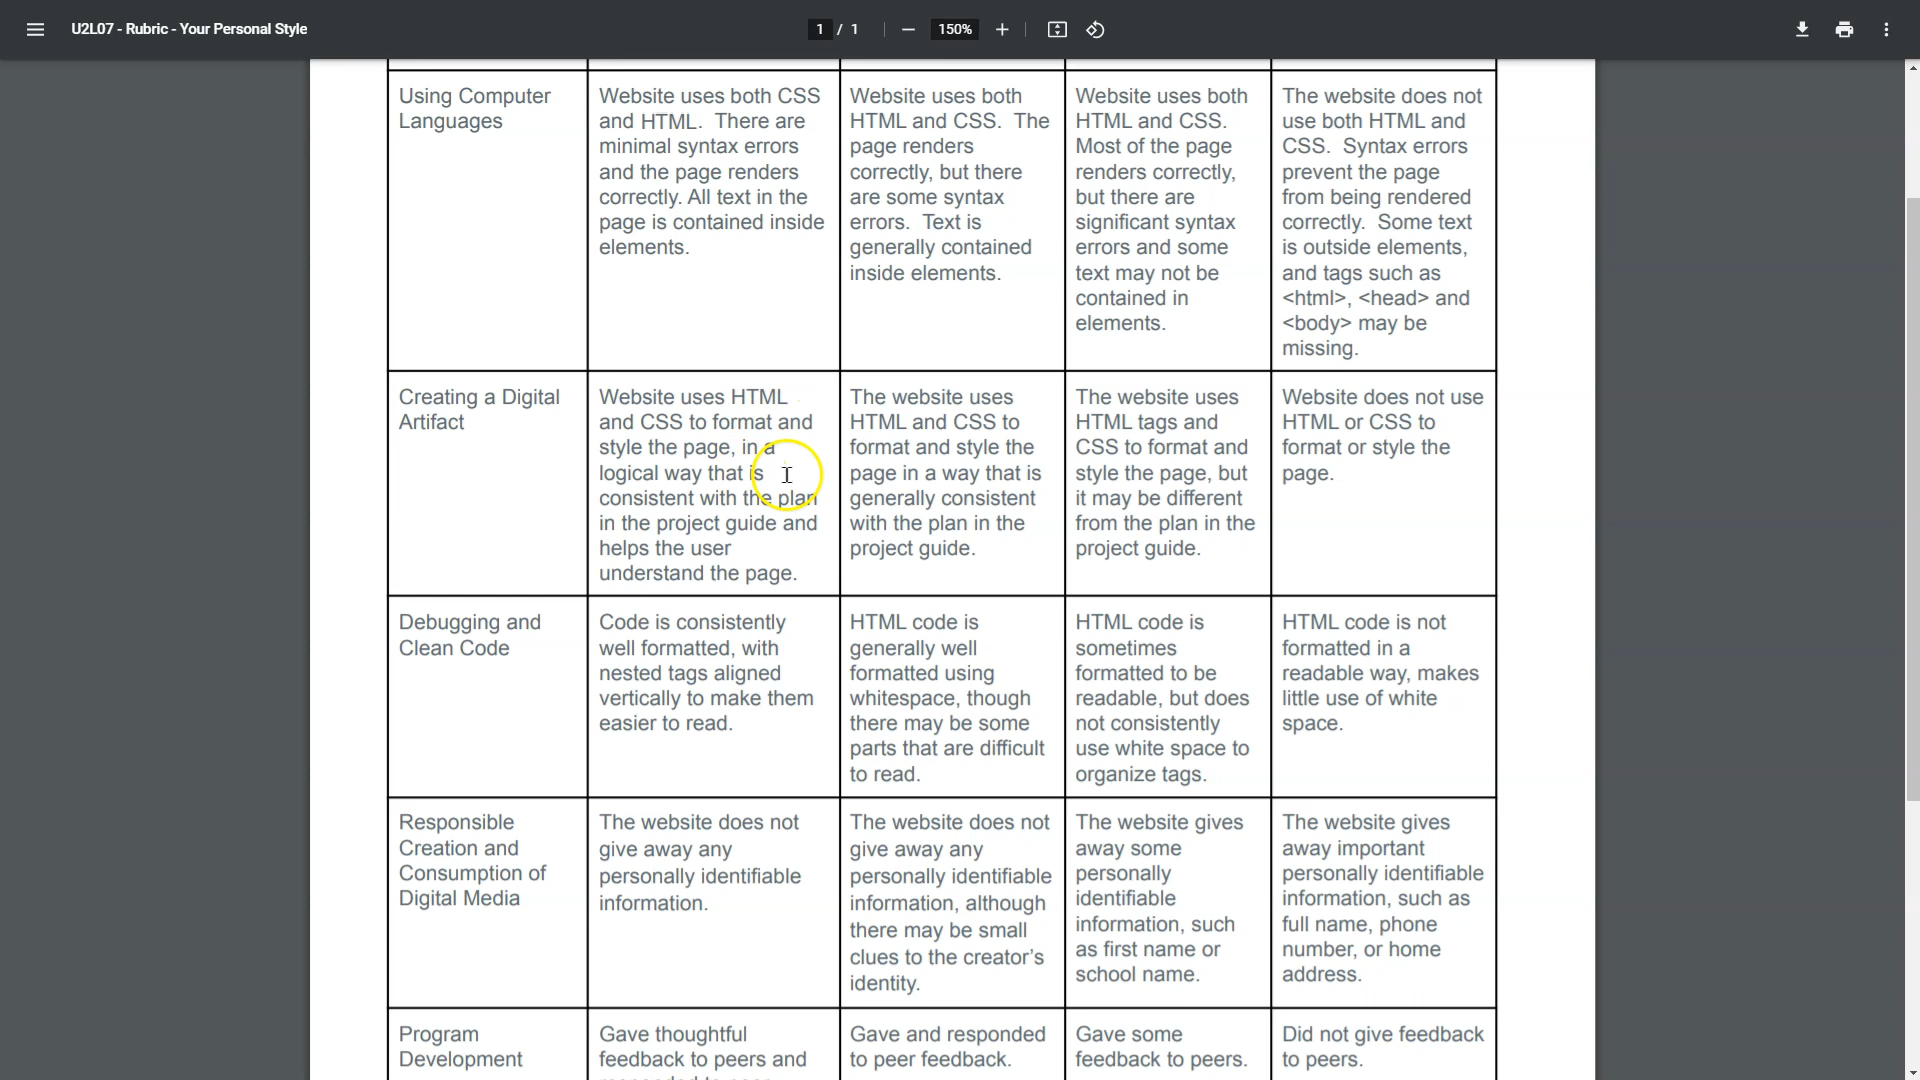 U2L07 - Rubric - Your Personal Style
1 / 1
150%
Using Computer
Languages
Website uses both CSS
and HTML. There are
minimal syntax errors
and the page renders
correctly. All text in the
page is contained inside
elements.
Website uses both
HTML and CSS. The
page renders
correctly, but there
are some syntax
errors. Text is
generally contained
inside elements.
Website uses both
HTML and CSS.
Most of the page
renders correctly,
but there are
significant syntax
errors and some
text may not be
contained in
elements.
The website does not
use both HTML and
CSS. Syntax errors
prevent the page
from being rendered
correctly. Some text
is outside elements,
and tags such as
&lt;html&gt;, &lt;head&gt; and
&lt;body&gt; may be
missing.
Creating a Digital
Artifact
Website uses HTML
and CSS to format and
style the page, in a
logical way that is
consistent with the plan
in the project guide and
helps the user
understand the page.
The website uses
HTML and CSS to
format and style the
page in a way that is
generally consistent
with the plan in the
project guide.
The website uses
HTML tags and
CSS to format and
style the page, but
it may be different
from the plan in the
project guide.
Website does not use
HTML or CSS to
format or style the
page.
Debugging and
Clean Code
Code is consistently
well formatted, with
nested tags aligned
vertically to make them
easier to read.
HTML code is
generally well
formatted using
whitespace, though
there may be some
parts that are difficult
to read.
HTML code is
sometimes
formatted to be
readable, but does
not consistently
use white space to
organize tags.
HTML code is not
formatted in a
readable way, makes
little use of white
space.
Responsible
Creation and
Consumption of
Digital Media
The website does not
give away any
personally identifiable
information.
The website does not
give away any
personally identifiable
information, although
there may be small
clues to the creator's
identity.
The website gives
away some
personally
identifiable
information, such
as first name or
school name.
The website gives
away important
personally identifiable
information, such as
full name, phone
number, or home
address.
Program
Development
Gave thoughtful
feedback to peers and
Gave and responded
to peer feedback.
Gave some
feedback to peers.
Did not give feedback
to peers.